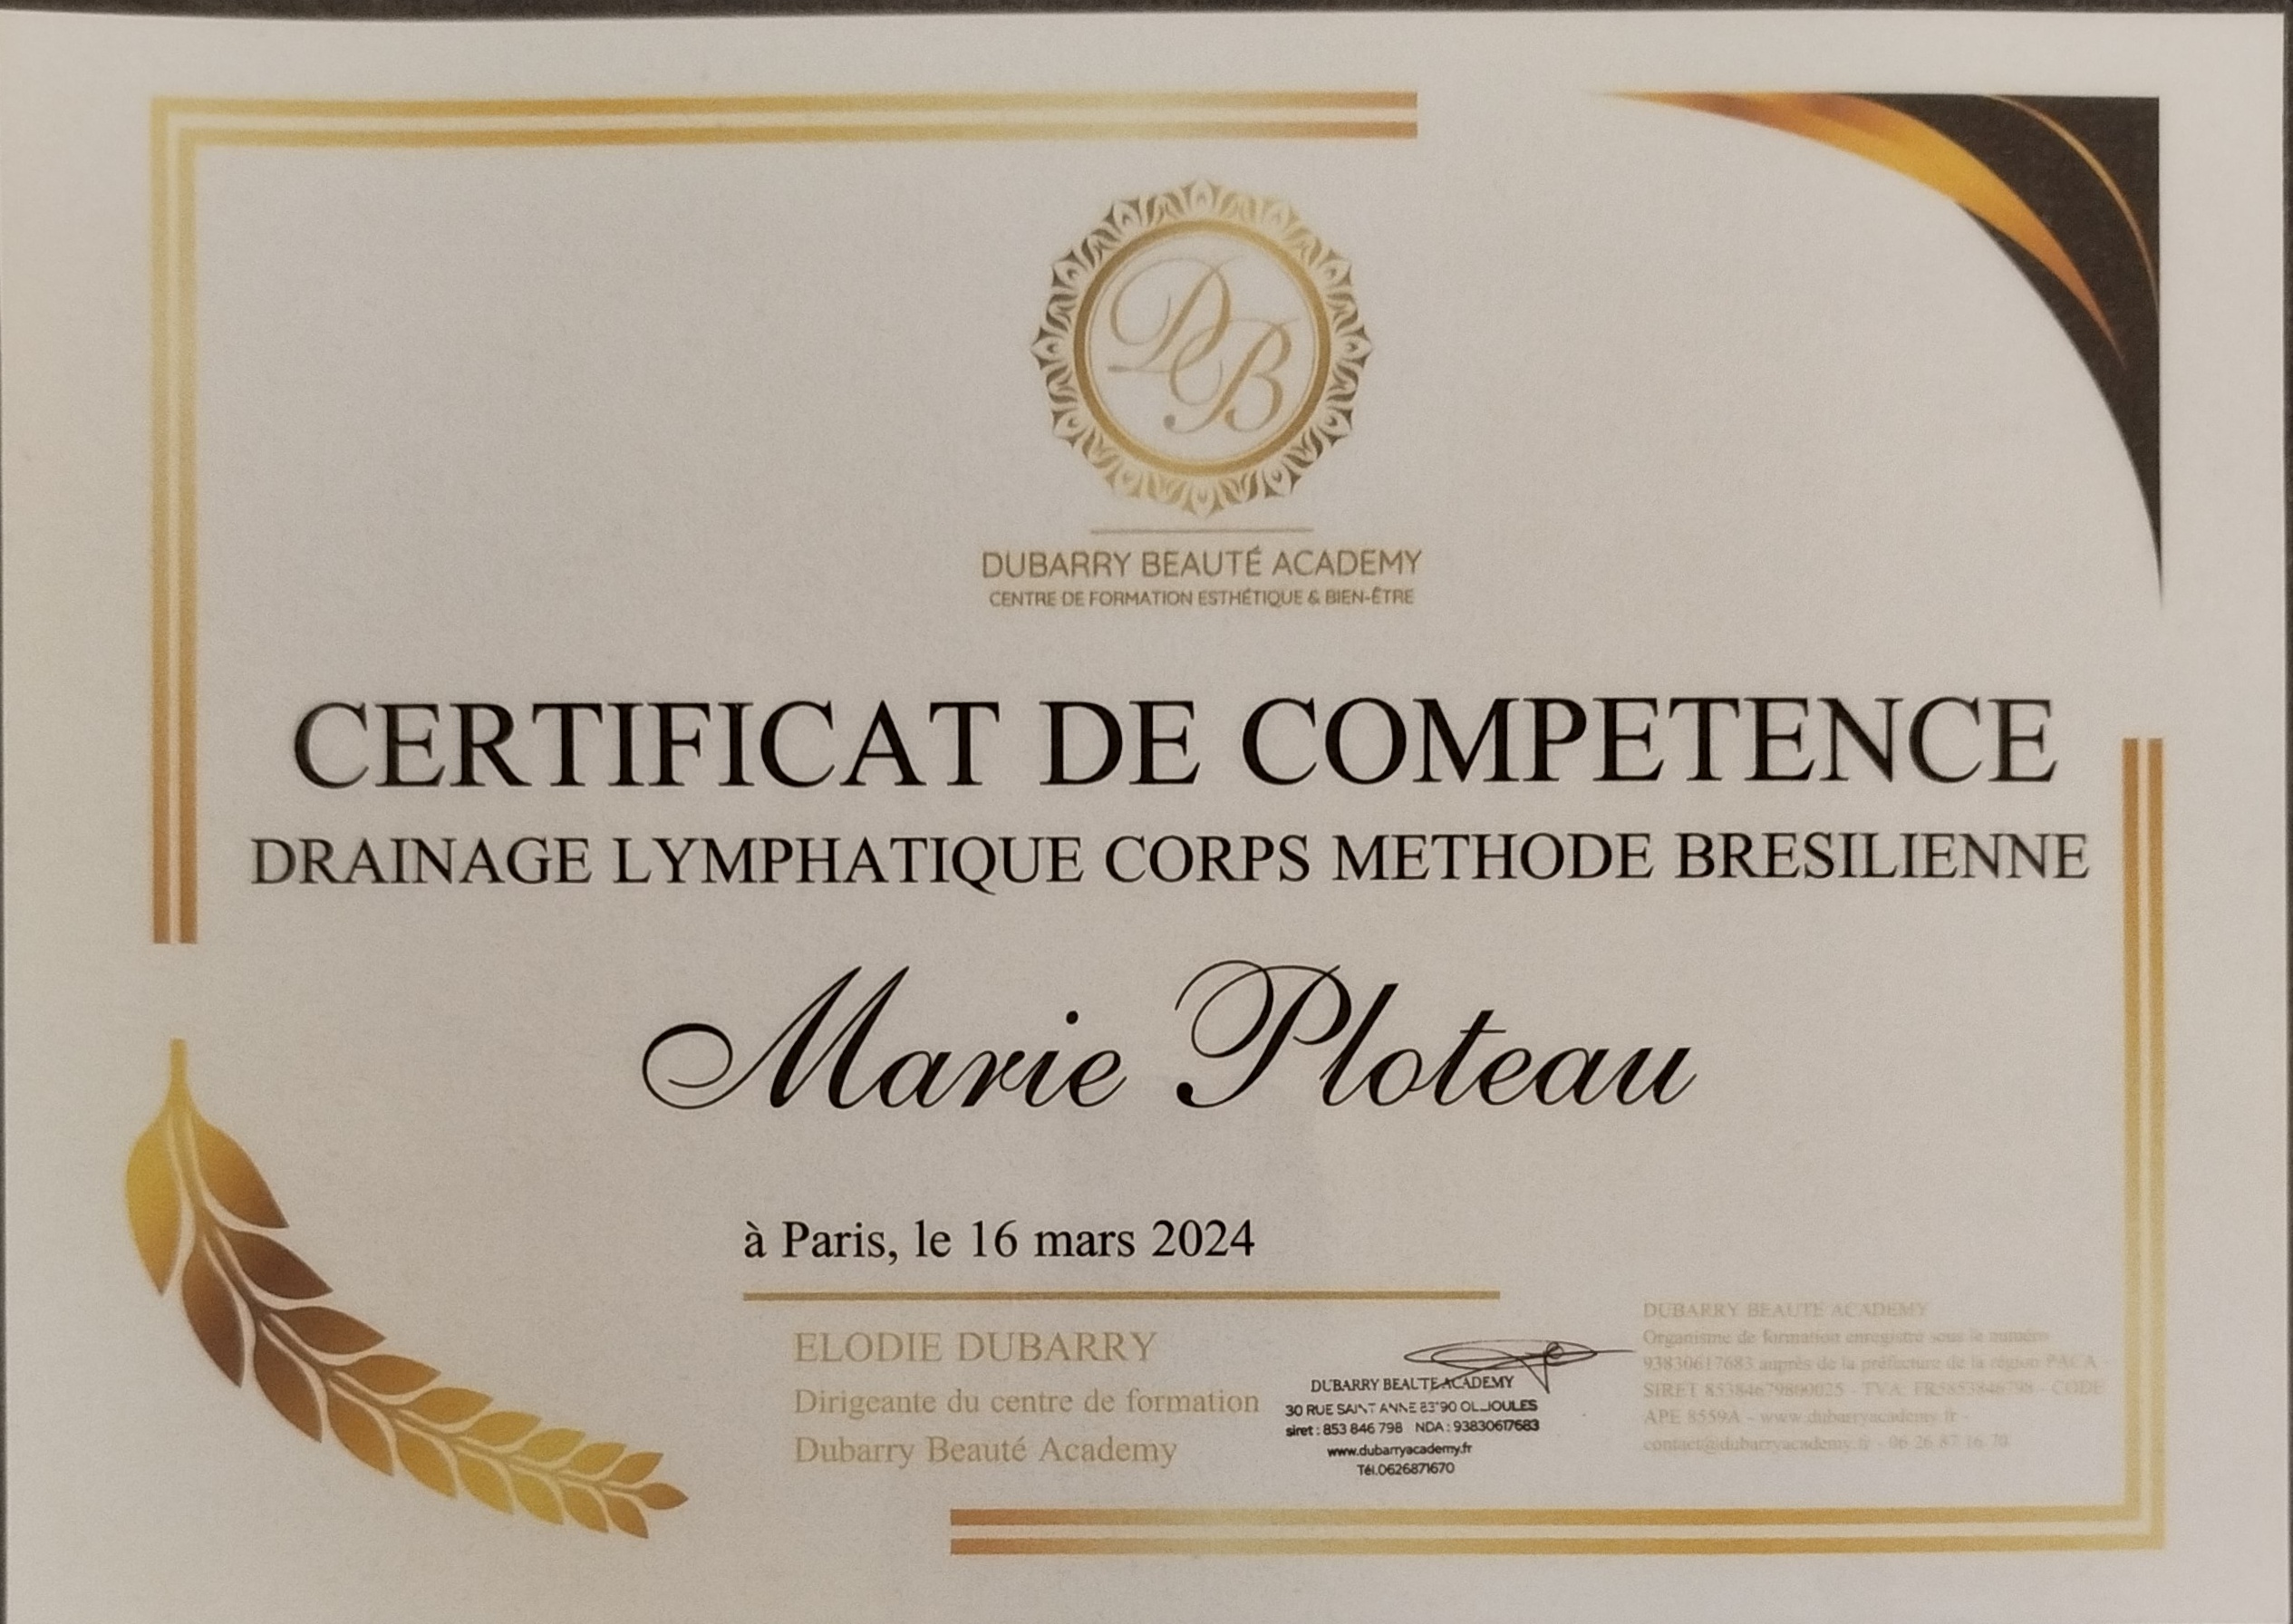 DB
DUBARRY BEAUTÉ ACADEMY
CENTRE DE FORMATION ESTHÉTIQUE & BIEN-ÊTRE
CERTIFICAT DE COMPETENCE
DRAINAGE LYMPHATIQUE CORPS METHODE BRESILIENNE
Marie Ploteau
à Paris, le 16 mars 2024
ELODIE DUBARRY
Dirigeante du centre de formation
Dubarry Beauté Academy
DUBARRY BEAUTE ACADEMY
30 RUE SAINT ANNE 83190 OLLIOULES
siret : 853 846 798 NDA : 93830617683
www.dubarryacademy.fr
Tél.0626871670
DUBARRY BEAUTE ACADEMY
Organisme de formation enregistré sous le numéro
93830617683 auprès de la préfecture de la région PACA
SIRET 85384679800025 - TVA: FR5853846798 - CODE
APE 8559A - www.dubarryacademy.fr -
contact@dubarryacademy.fr - 06 26 87 16 70